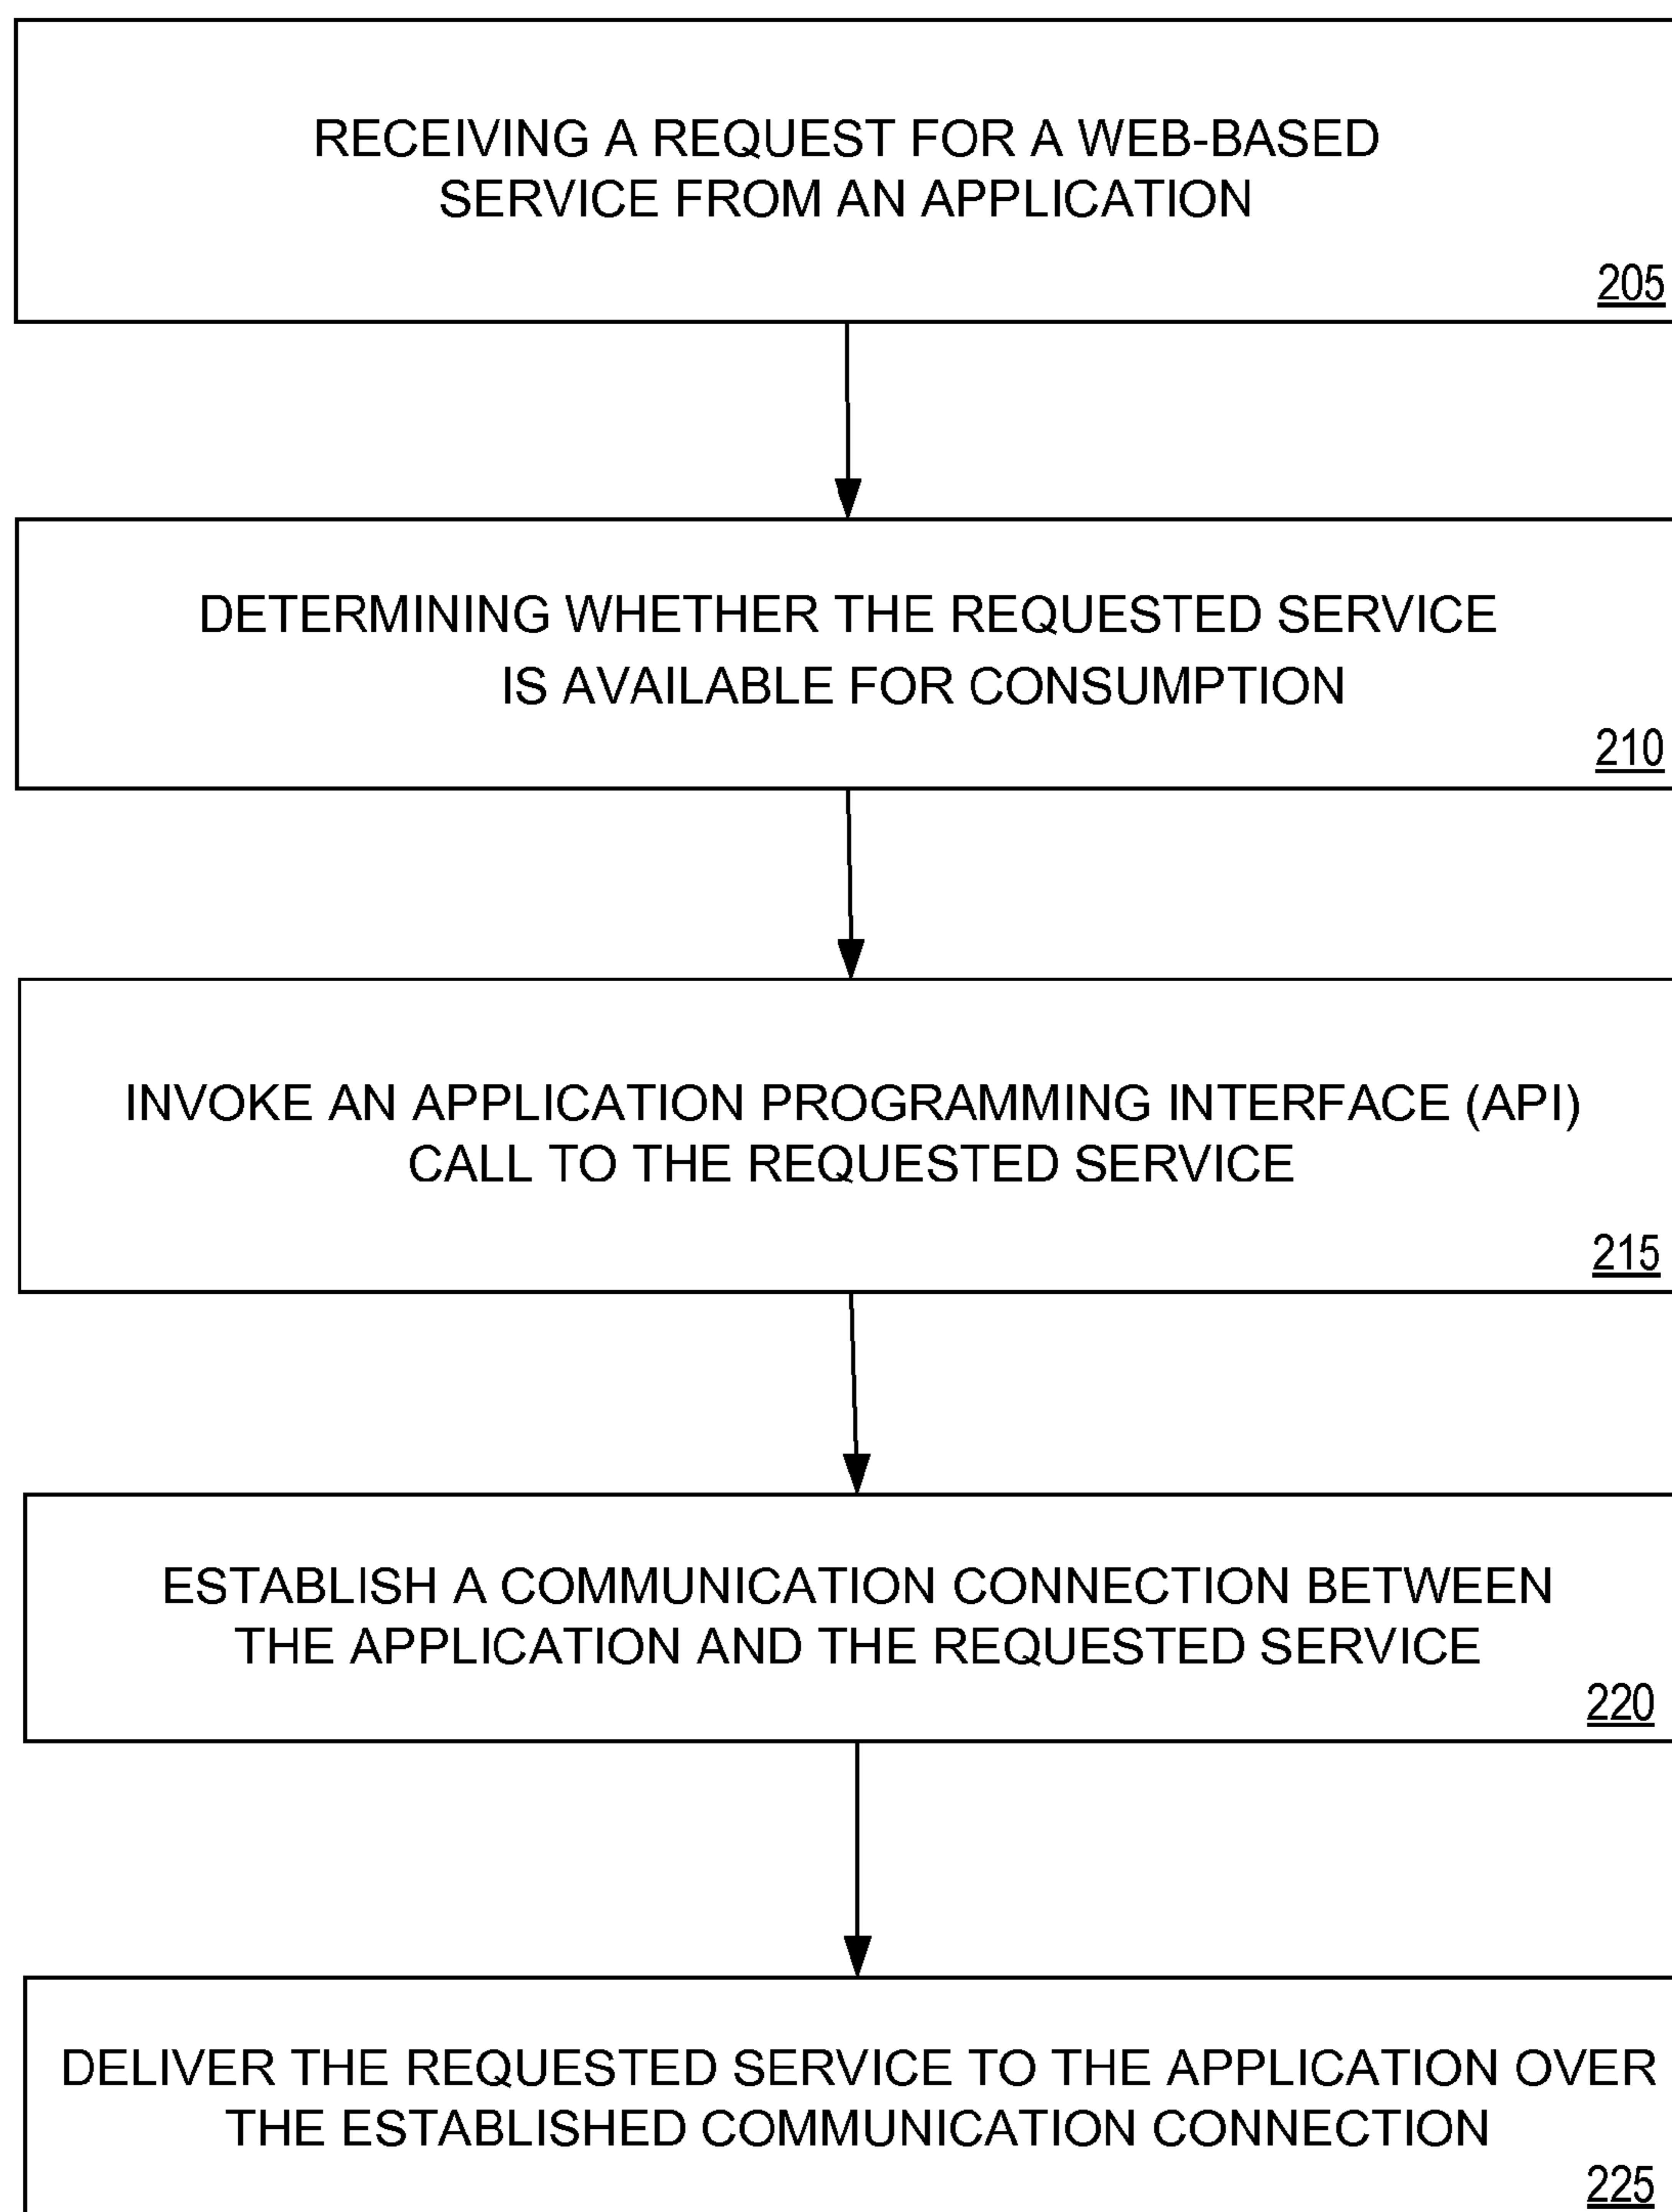 RECEIVING A REQUEST FOR A WEB-BASED
SERVICE FROM AN APPLICATION
205
DETERMINING WHETHER THE REQUESTED SERVICE
IS AVAILABLE FOR CONSUMPTION
210
INVOKE AN APPLICATION PROGRAMMING INTERFACE (API)
CALL TO THE REQUESTED SERVICE
215
ESTABLISH A COMMUNICATION CONNECTION BETWEEN
THE APPLICATION AND THE REQUESTED SERVICE
220
DELIVER THE REQUESTED SERVICE TO THE APPLICATION OVER
THE ESTABLISHED COMMUNICATION CONNECTION
225